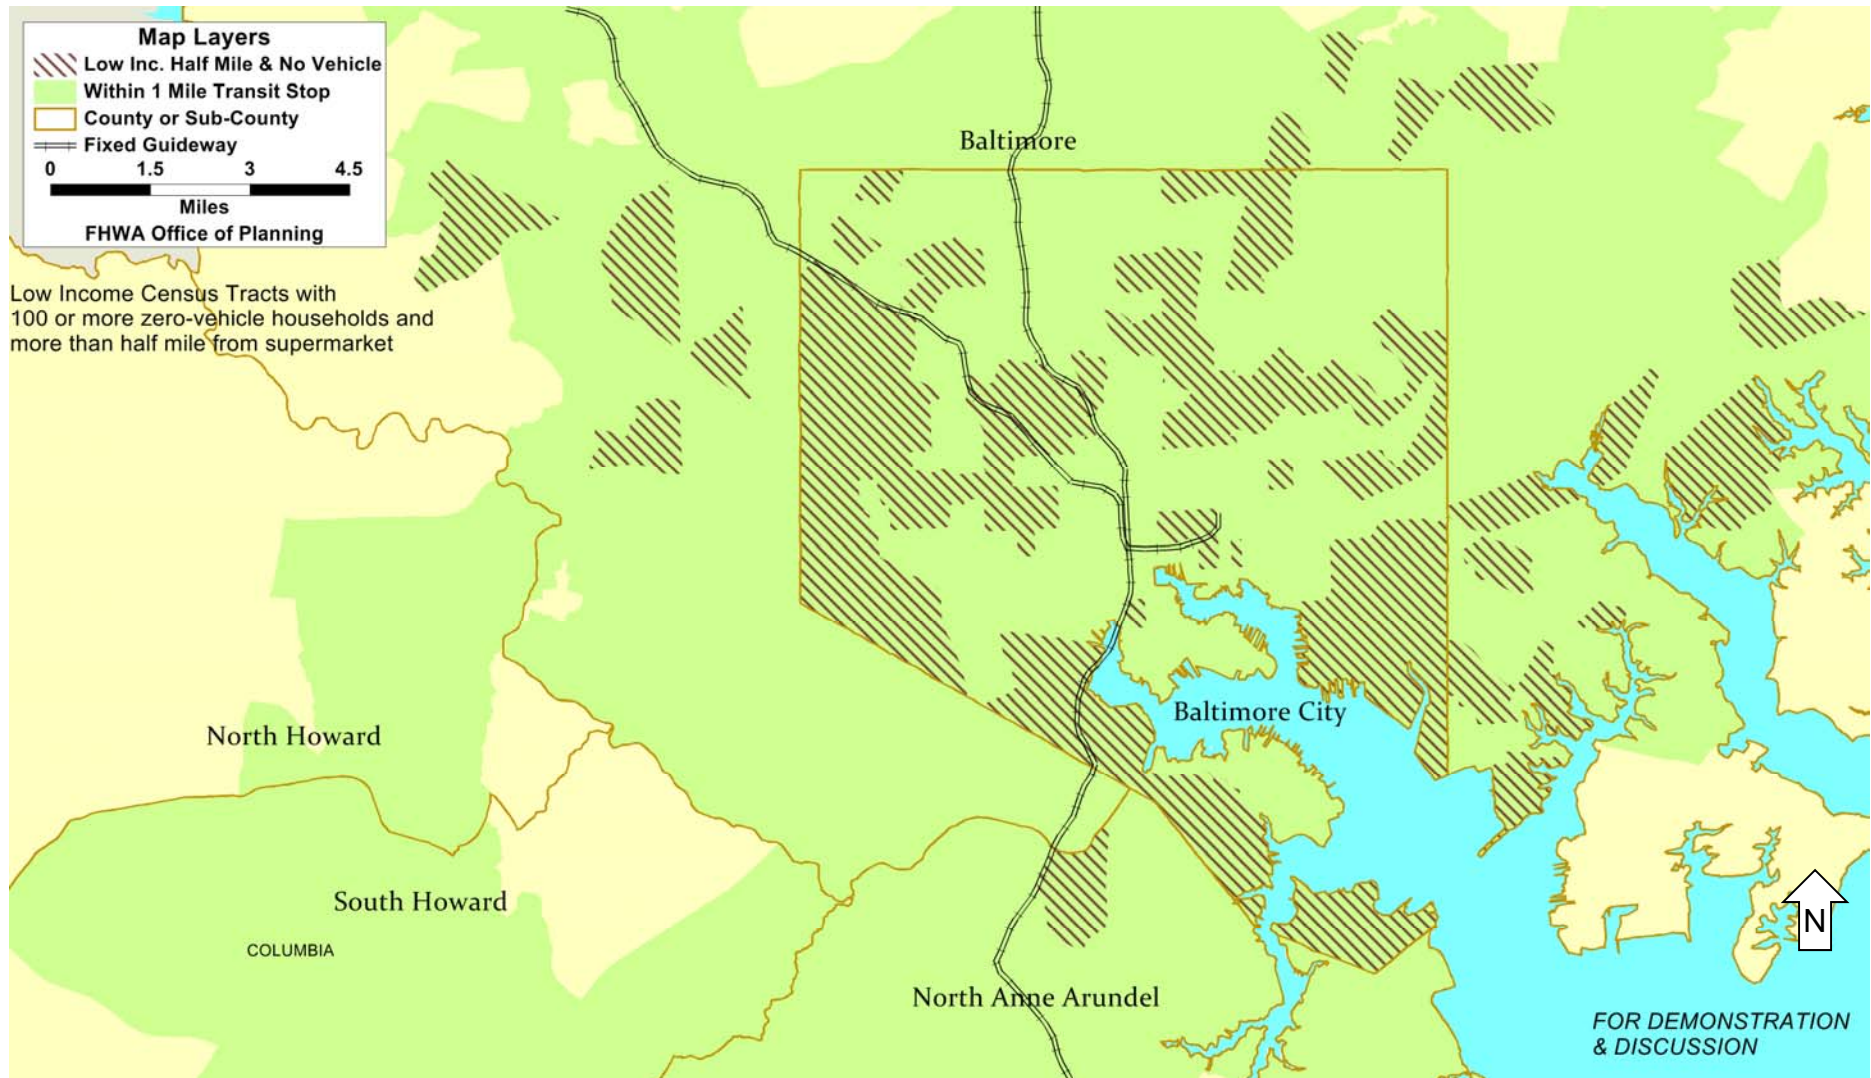 Map Layers
Low Inc. Half Mile & No Vehicle
Within 1 Mile Transit Stop
County or Sub-County
Fixed Guideway
0 1.5 3 4.5
Miles
FHWA Office of Planning
Low Income Census Tracts with
100 or more zero-vehicle households and
more than half mile from supermarket
Baltimore
Baltimore City
North Howard
South Howard
COLUMBIA
North Anne Arundel
N
FOR DEMONSTRATION
& DISCUSSION